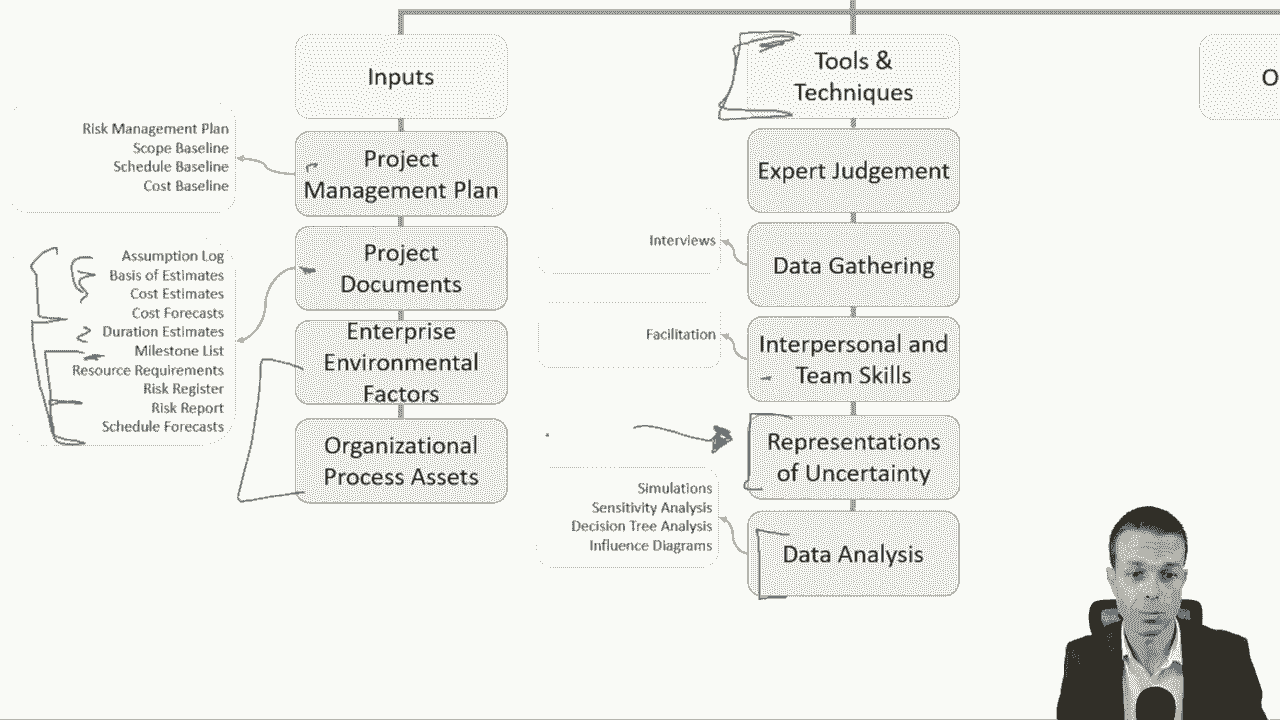 Inputs
Risk Management Plan
Scope Baseline
Schedule Baseline
Cost Baseline
Project
Management Plan
Assumption Log
Basis of Estimates
Cost Estimates
Cost Forecasts
Duration Estimates
Milestone List
Resource Requirements
Risk Register
Risk Report
Schedule Forecasts
Project
Documents
Enterprise
Environmental
Factors
Organizational
Process Assets
Tools &
Techniques
Expert Judgement
Interviews
Data Gathering
Facilitation
Interpersonal and
Team Skills
Representations
of Uncertainty
Simulations
Sensitivity Analysis
Decision Tree Analysis
Influence Diagrams
Data Analysis
O